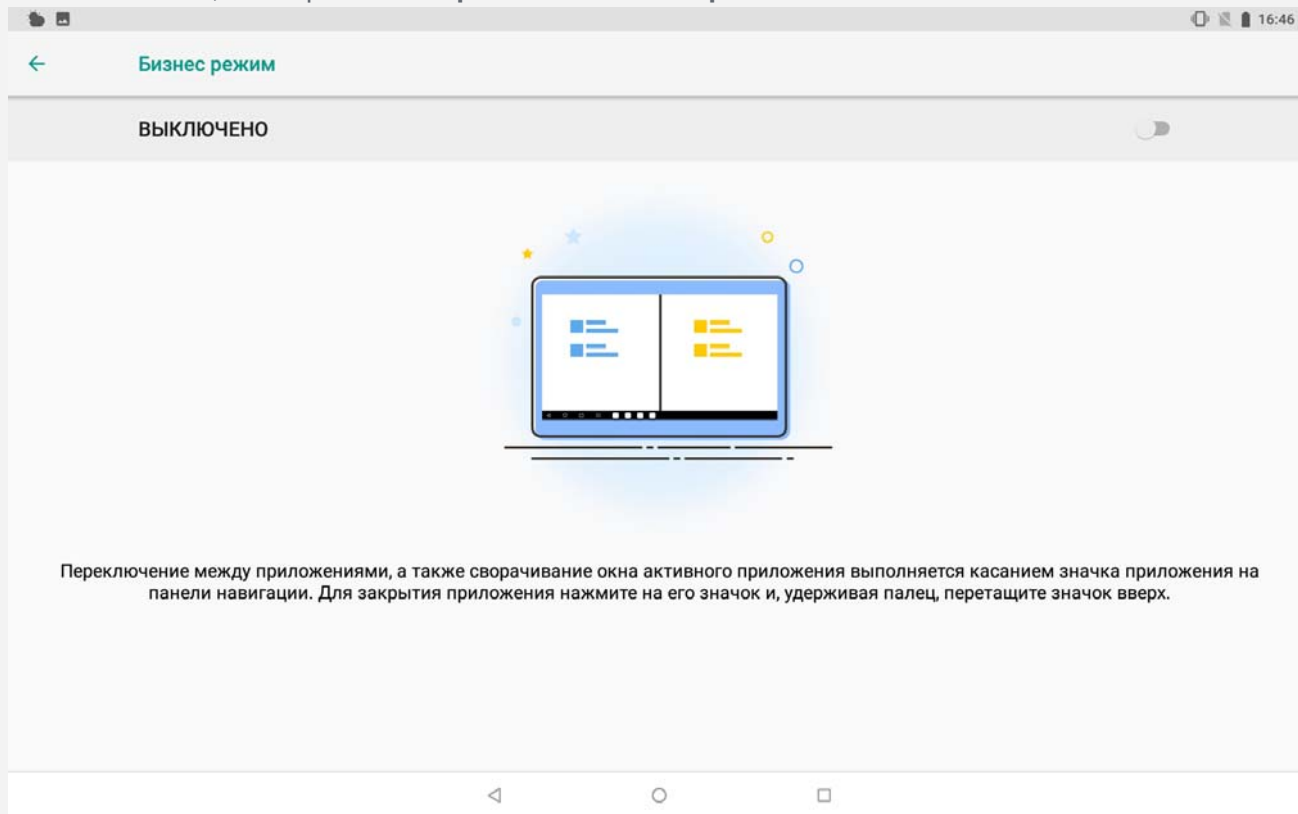 16:46
Бизнес режим
ВЫКЛЮЧЕНО
Переключение между приложениями, а также сворачивание окна активного приложения выполняется касанием значка приложения на
панели навигации. Для закрытия приложения нажмите на его значок и, удерживая палец, перетащите значок вверх.